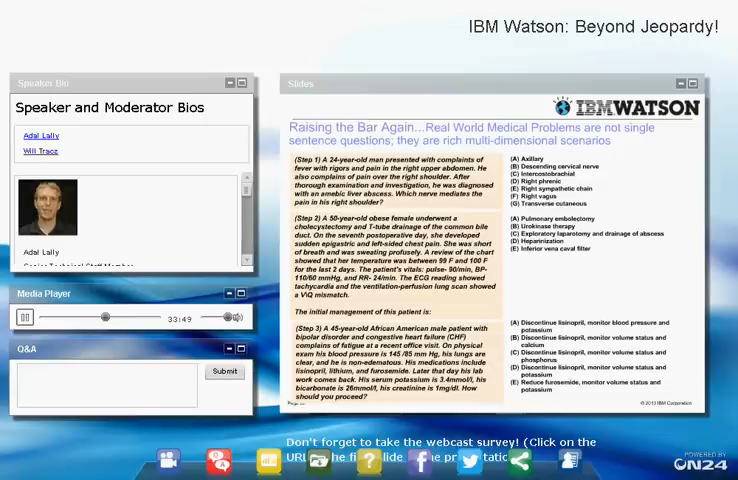 IBM Watson: Beyond Jeopardy!
Speaker Bio
Speaker and Moderator Bios
Adal Lally
Will Tracz
Adal Lally
Senior Technical Staff Member
Media Player
33:49
Q&A
Submit
Slides
IBMWATSON
Raising the Bar Again...Real World Medical Problems are not single
sentence questions; they are rich multi-dimensional scenarios
(Step 1) A 24-year-old man presented with complaints of
fever with rigors and pain in the right upper abdomen. He
also complains of pain over the right shoulder. After
thorough examination and investigation, he was diagnosed
with an amebic liver abscess. Which nerve mediates the
pain in his right shoulder?
(A) Axillary
(B) Descending cervical nerve
(C) Intercostobrachial
(D) Right phrenic
(E) Right sympathetic chain
(F) Right vagus
(G) Transverse cutaneous
(Step 2) A 50-year-old obese female underwent a
cholecystectomy and T-tube drainage of the common bile
duct. On the seventh postoperative day, she developed
sudden epigastric and left-sided chest pain. She was short
of breath and was sweating profusely. A review of the chart
showed that her temperature was between 99 F and 100 F
for the last 2 days. The patient's vitals: pulse- 90/min, BP-
110/60 mmHg, and RR- 24/min. The ECG reading showed
tachycardia and the ventilation-perfusion lung scan showed
a V\Q mismatch.
The initial management of this patient is:
(A) Pulmonary embolectomy
(B) Urokinase therapy
(C) Exploratory laparotomy and drainage of abscess
(D) Heparinization
(E) Inferior vena caval filter
(Step 3) A 45-year-old African American male patient with
bipolar disorder and congestive heart failure (CHF)
complains of fatigue at a recent office visit. On physical
exam his blood pressure is 145 /85 mm Hg, his lungs are
clear, and he is non-edematous. His medications include
lisinopril, lithium, and furosemide. Later that day his lab
work comes back. His serum potassium is 3.4mmol/l, his
bicarbonate is 26mmol/l, his creatinine is 1mg/dl. How
should you proceed?
(A) Discontinue lisinopril, monitor blood pressure and
potassium
(B) Discontinue lisinopril, monitor volume status and
calcium
(C) Discontinue lisinopril, monitor volume status and
phosphorus
(D) Discontinue lisinopril, monitor volume status and
potassium
(E) Reduce furosemide, monitor volume status and
potassium
© 2013 IBM Corporation
Don't forget to take the webcast survey! (Click on the
POWERED BY
ON24